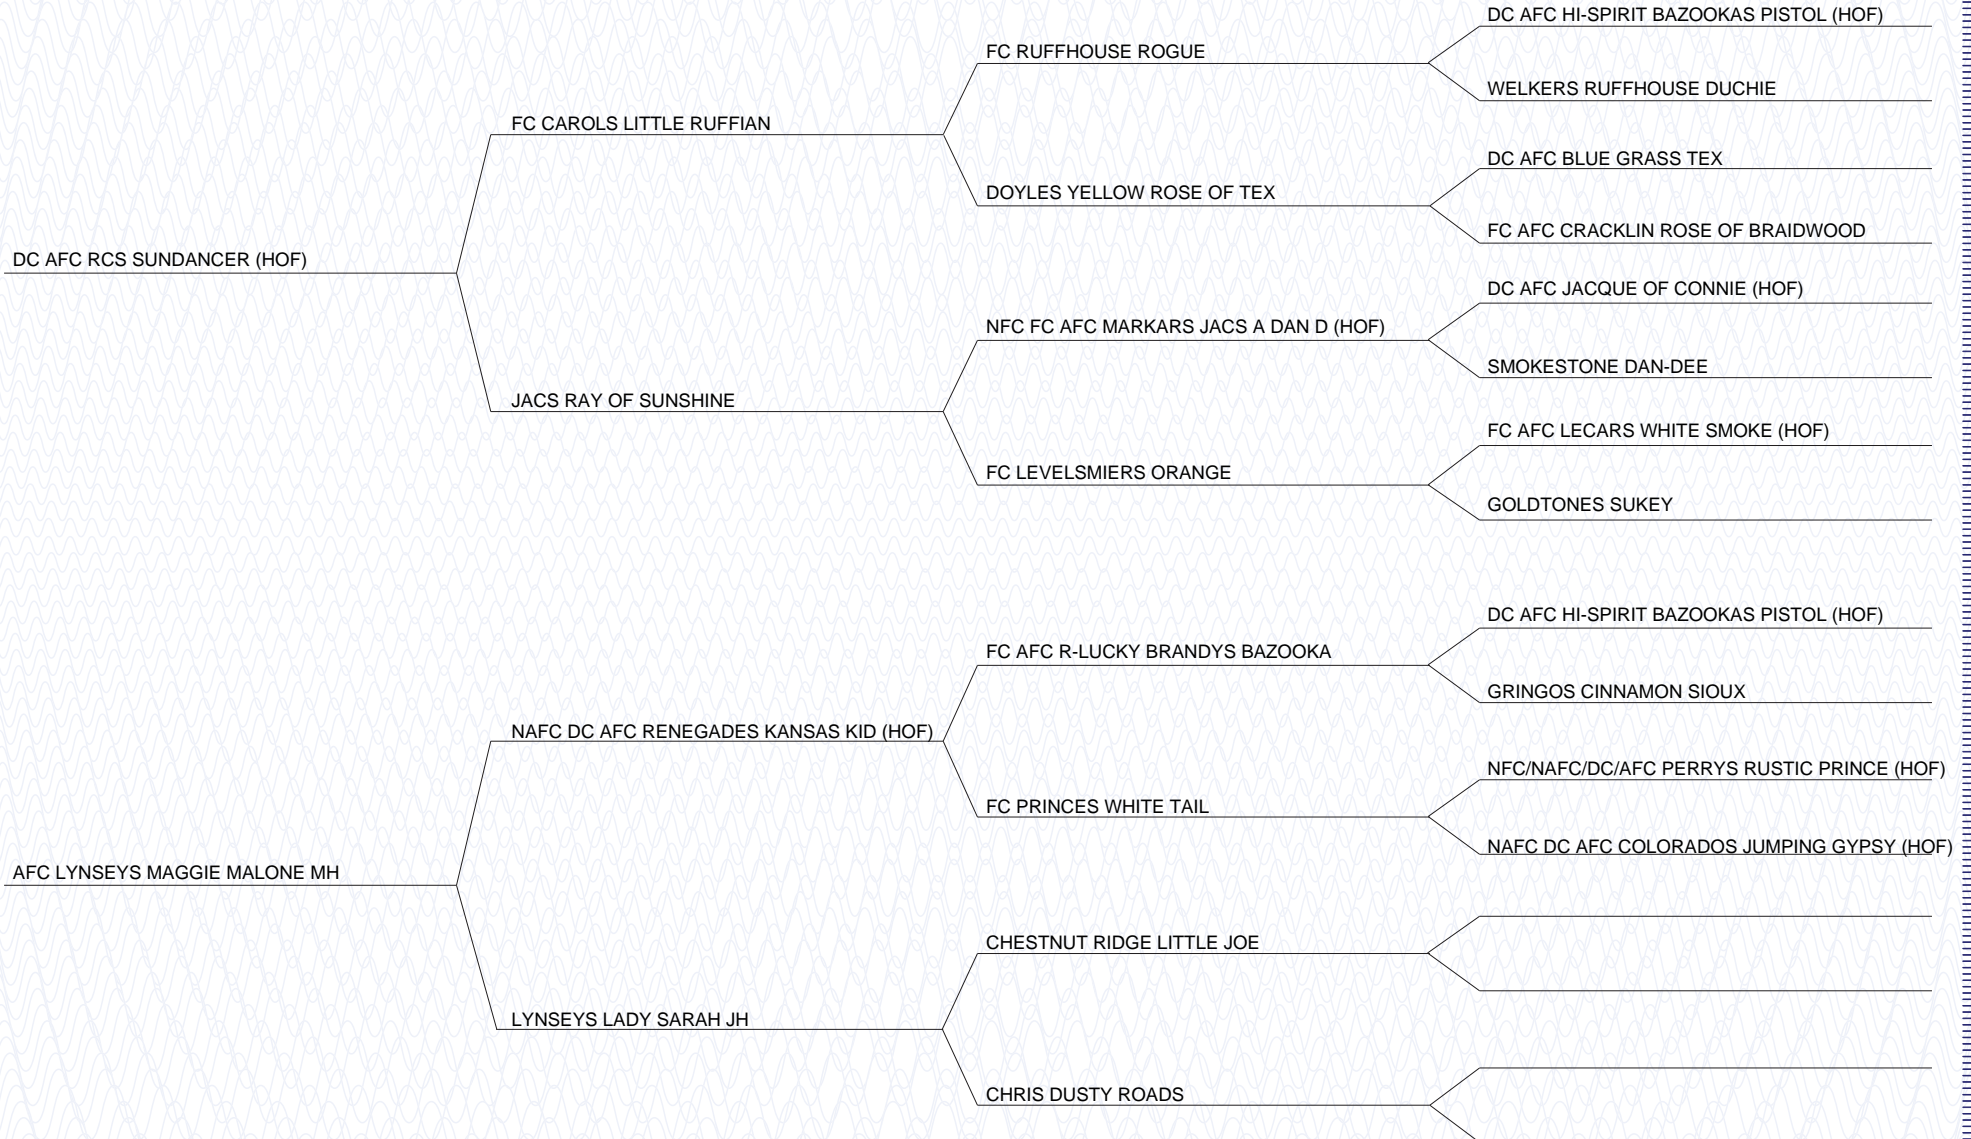 DC AFC HI-SPIRIT BAZOOKAS PISTOL (HOF)
FC RUFFHOUSE ROGUE
WELKERS RUFFHOUSE DUCHIE
FC CAROLS LITTLE RUFFIAN
DC AFC BLUE GRASS TEX
DOYLES YELLOW ROSE OF TEX
FC AFC CRACKLIN ROSE OF BRAIDWOOD
DC AFC RCS SUNDANCER (HOF)
DC AFC JACQUE OF CONNIE (HOF)
NFC FC AFC MARKARS JACS A DAN D (HOF)
SMOKESTONE DAN-DEE
JACS RAY OF SUNSHINE
FC AFC LECARS WHITE SMOKE (HOF)
FC LEVELSMIERS ORANGE
GOLDTONES SUKEY
DC AFC HI-SPIRIT BAZOOKAS PISTOL (HOF)
FC AFC R-LUCKY BRANDYS BAZOOKA
GRINGOS CINNAMON SIOUX
NAFC DC AFC RENEGADES KANSAS KID (HOF)
NFC/NAFC/DC/AFC PERRYS RUSTIC PRINCE (HOF)
FC PRINCES WHITE TAIL
NAFC DC AFC COLORADOS JUMPING GYPSY (HOF)
AFC LYNSEYS MAGGIE MALONE MH
CHESTNUT RIDGE LITTLE JOE
LYNSEYS LADY SARAH JH
CHRIS DUSTY ROADS